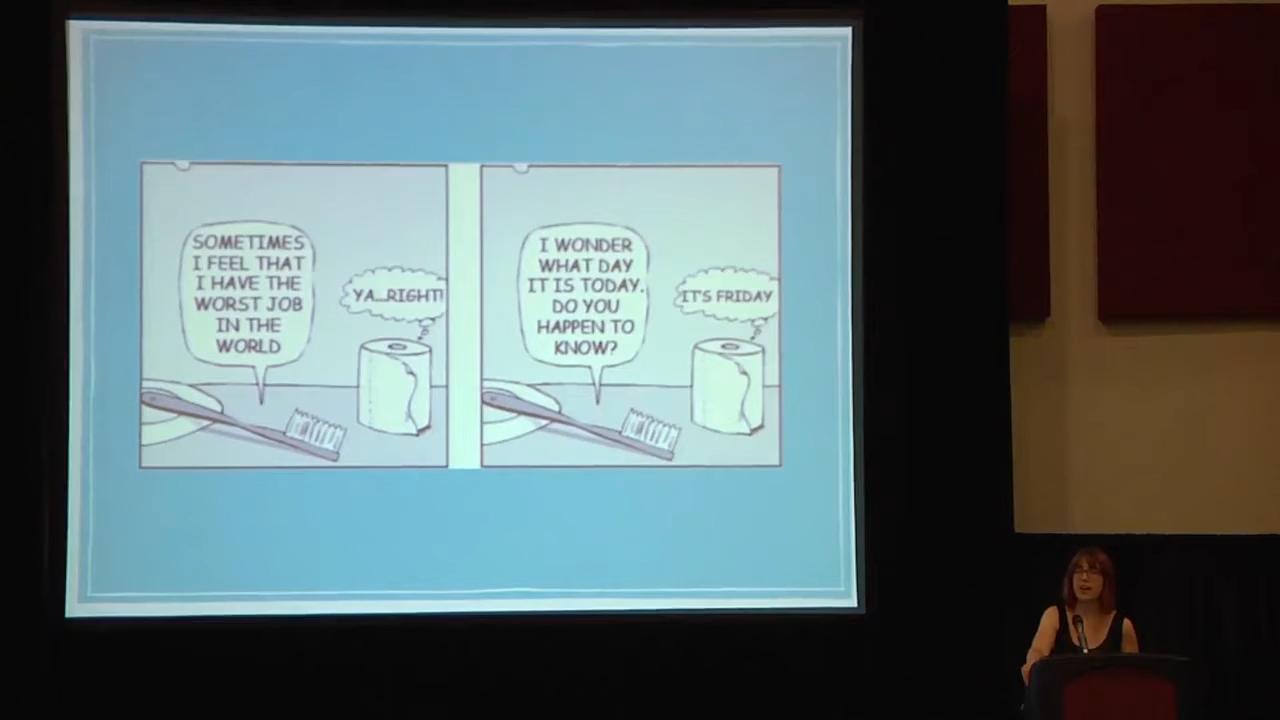 SOMETIMES
I FEEL THAT
I HAVE THE
WORST JOB
IN THE
WORLD
YA...RIGHT!
I WONDER
WHAT DAY
IT IS TODAY.
DO YOU
HAPPEN TO
KNOW?
IT'S FRIDAY